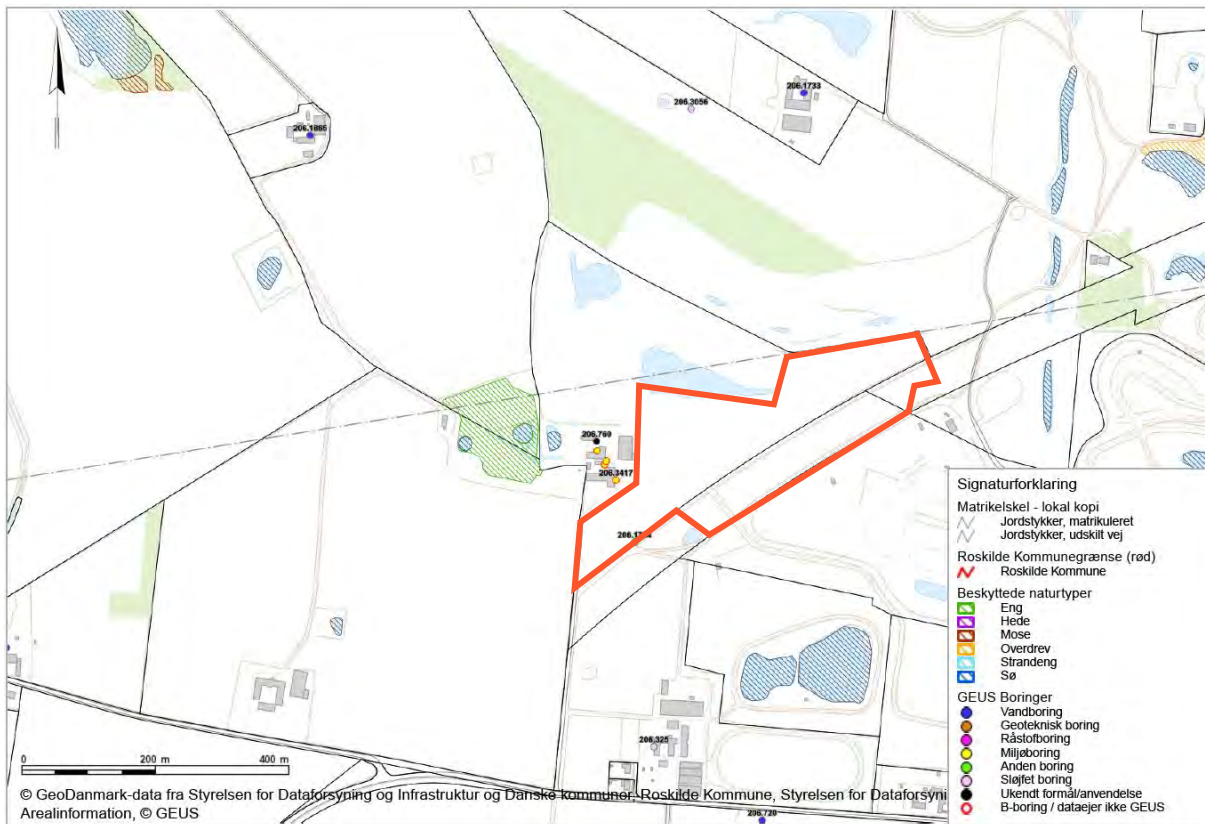 206.1733
206.3056
206.1866
206.769
206.3417
206.325
206.720
0 200 m 400 m
© GeoDanmark-data fra Styrelsen for Dataforsyning og Infrastruktur og Danske kommuner, Roskilde Kommune, Styrelsen for Dataforsyni
Arealinformation, © GEUS
Signaturforklaring
Matrikelskel - lokal kopi
Jordstykker, matrikuleret
Jordstykker, udskilt vej
Roskilde Kommunegrænse (rød)
Roskilde Kommune
Beskyttede naturtyper
Eng
Hede
Mose
Overdrev
Strandeng
Sø
GEUS Boringer
Vandboring
Geoteknisk boring
Råstofboring
Miljøboring
Anden boring
Sløjfet boring
Ukendt formål/anvendelse
B-boring / dataejer ikke GEUS